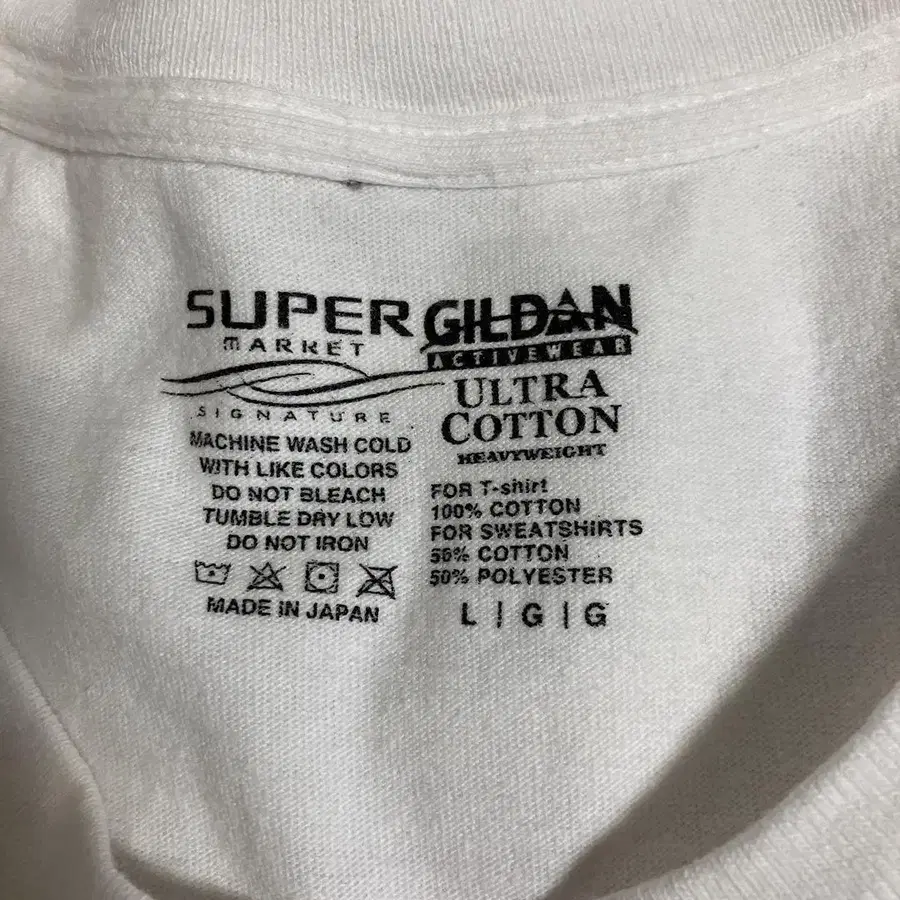 SUPER
MARKET
SIGNATURE
MACHINE WASH COLD
WITH LIKE COLORS
DO NOT BLEACH
TUMBLE DRY LOW
DO NOT IRON
MADE IN JAPAN
GILDAN
ACTIVEWEAR
ULTRA
COTTON
HEAVYWEIGHT
FOR T-shirt
100% COTTON
FOR SWEATSHIRTS
50% COTTON
50% POLYESTER
L | G | G